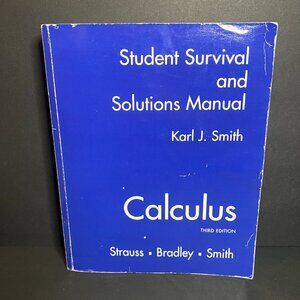 Student Survival
and
Solutions Manual
Karl J. Smith
Calculus
THIRD EDITION
Strauss ▪ Bradley ▪ Smith